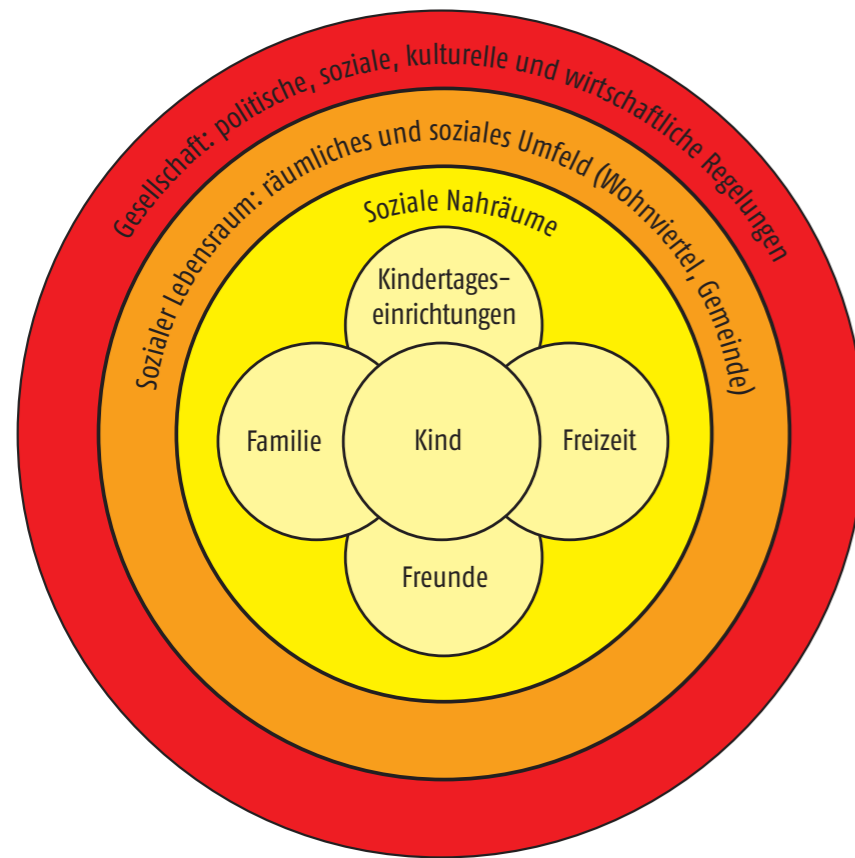 Gesellschaft: politische, soziale, kulturelle und wirtschaftliche Regelungen
Sozialer Lebensraum: räumliches und soziales Umfeld (Wohnviertel, Gemeinde)
Soziale Nahräume
Kindertages-
einrichtungen
Familie
Kind
Freizeit
Freunde